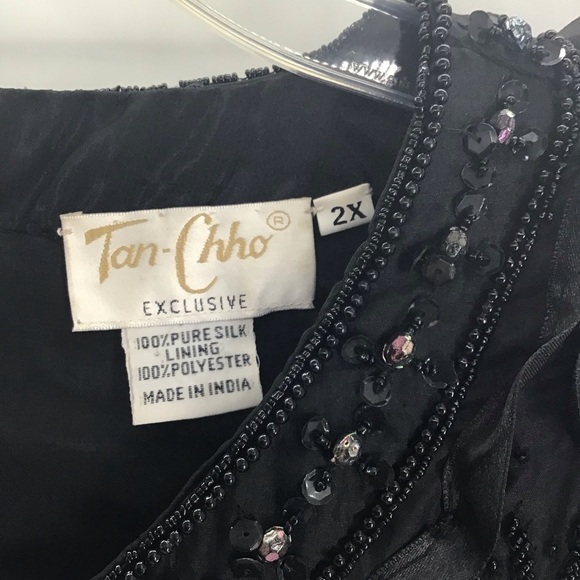 Tan-Chho®
2X
EXCLUSIVE
100%PURE SILK
LINING
100%POLYESTER
MADE IN INDIA